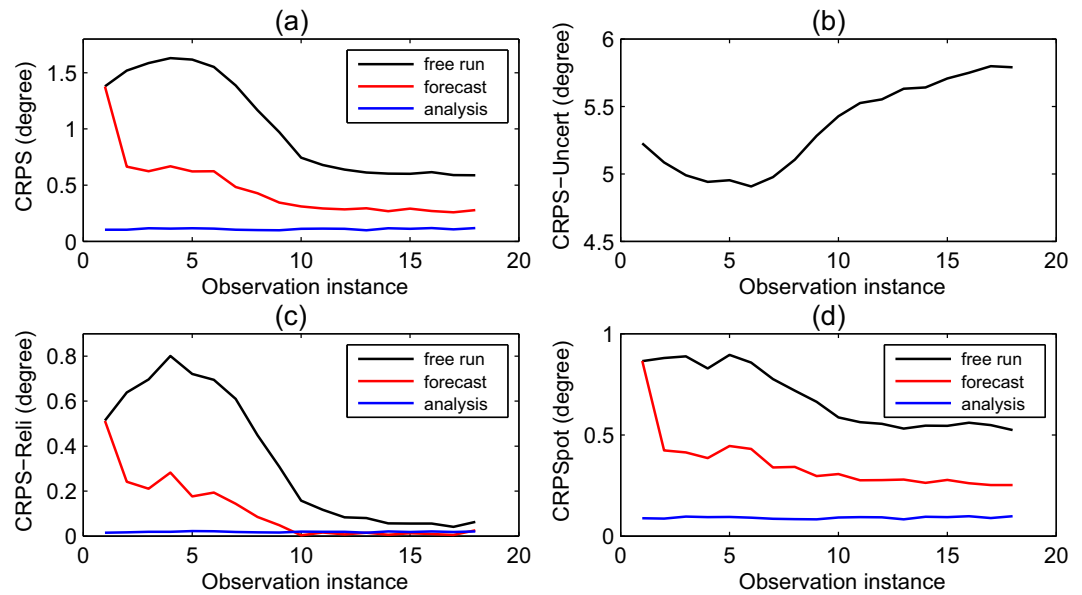 (a)
CRPS (degree)
1.5
1
0.5
0
free run
forecast
analysis
0 5 10 15 20
Observation instance
(b)
CRPS−Uncert (degree)
6
5.5
5
4.5
0 5 10 15 20
Observation instance
(c)
CRPS−Reli (degree)
0.8
0.6
0.4
0.2
0
free run
forecast
analysis
0 5 10 15 20
Observation instance
(d)
CRPSpot (degree)
1
0.5
0
free run
forecast
analysis
0 5 10 15 20
Observation instance